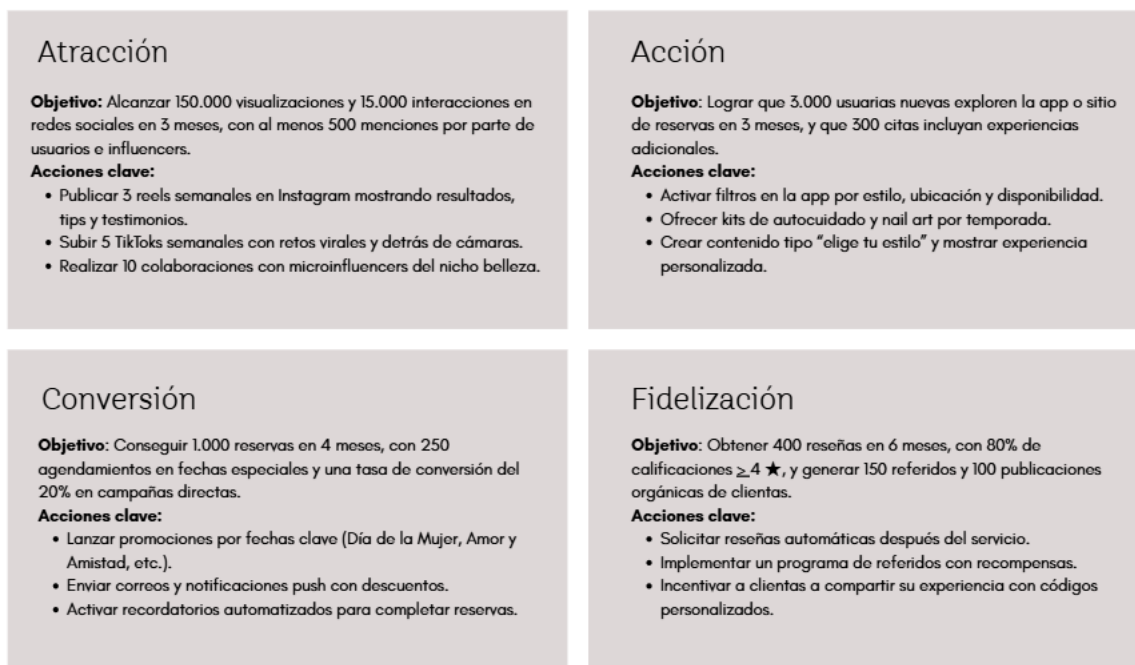 Atracción
Objetivo: Alcanzar 150.000 visualizaciones y 15.000 interacciones en
redes sociales en 3 meses, con al menos 500 menciones por parte de
usuarios e influencers.
Acciones clave:
• Publicar 3 reels semanales en Instagram mostrando resultados,
tips y testimonios.
• Subir 5 TikToks semanales con retos virales y detrás de cámaras.
• Realizar 10 colaboraciones con microinfluencers del nicho belleza.
Acción
Objetivo: Lograr que 3.000 usuarias nuevas exploren la app o sitio
de reservas en 3 meses, y que 300 citas incluyan experiencias
adicionales.
Acciones clave:
• Activar filtros en la app por estilo, ubicación y disponibilidad.
• Ofrecer kits de autocuidado y nail art por temporada.
• Crear contenido tipo “elige tu estilo” y mostrar experiencia
personalizada.
Conversión
Objetivo: Conseguir 1.000 reservas en 4 meses, con 250
agendamientos en fechas especiales y una tasa de conversión del
20% en campañas directas.
Acciones clave:
• Lanzar promociones por fechas clave (Día de la Mujer, Amor y
Amistad, etc.).
• Enviar correos y notificaciones push con descuentos.
• Activar recordatorios automatizados para completar reservas.
Fidelización
Objetivo: Obtener 400 reseñas en 6 meses, con 80% de
calificaciones ≥ 4 ★, y generar 150 referidos y 100 publicaciones
orgánicas de clientas.
Acciones clave:
• Solicitar reseñas automáticas después del servicio.
• Implementar un programa de referidos con recompensas.
• Incentivar a clientas a compartir su experiencia con códigos
personalizados.